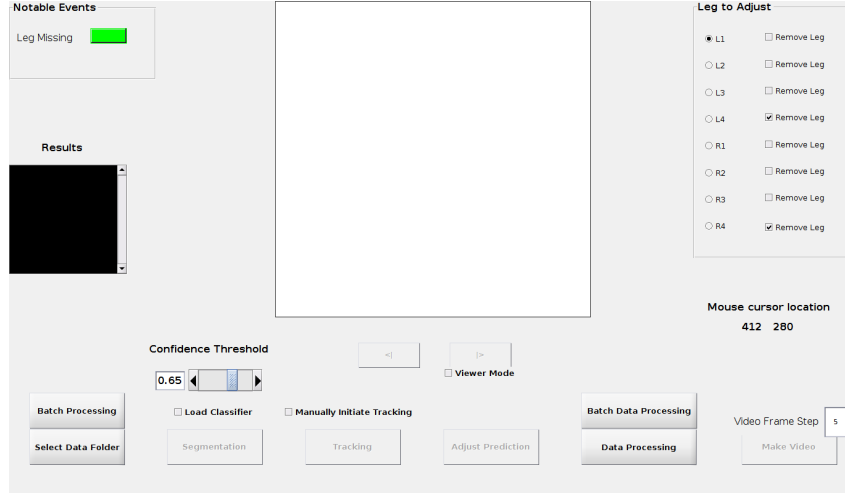 Notable Events
Leg Missing
Leg to Adjust
L1 Remove Leg
L2 Remove Leg
L3 Remove Leg
L4 Remove Leg
R1 Remove Leg
R2 Remove Leg
R3 Remove Leg
R4 Remove Leg
Results
Mouse cursor location
412 280
Confidence Threshold
0.65
<|
|>
Viewer Mode
Batch Processing
Load Classifier
Manually Initiate Tracking
Batch Data Processing
Video Frame Step 5
Select Data Folder
Segmentation
Tracking
Adjust Prediction
Data Processing
Make Video